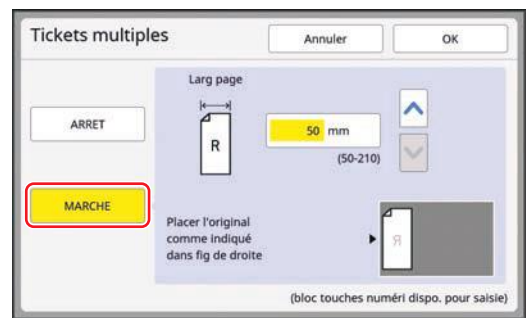 Tickets multiples
Annuler
OK
Larg page
ARRET
R
50 mm
(50-210)
MARCHE
Placer l'original
comme indiqué
dans fig de droite
R
(bloc touches numéri dispo. pour saisie)